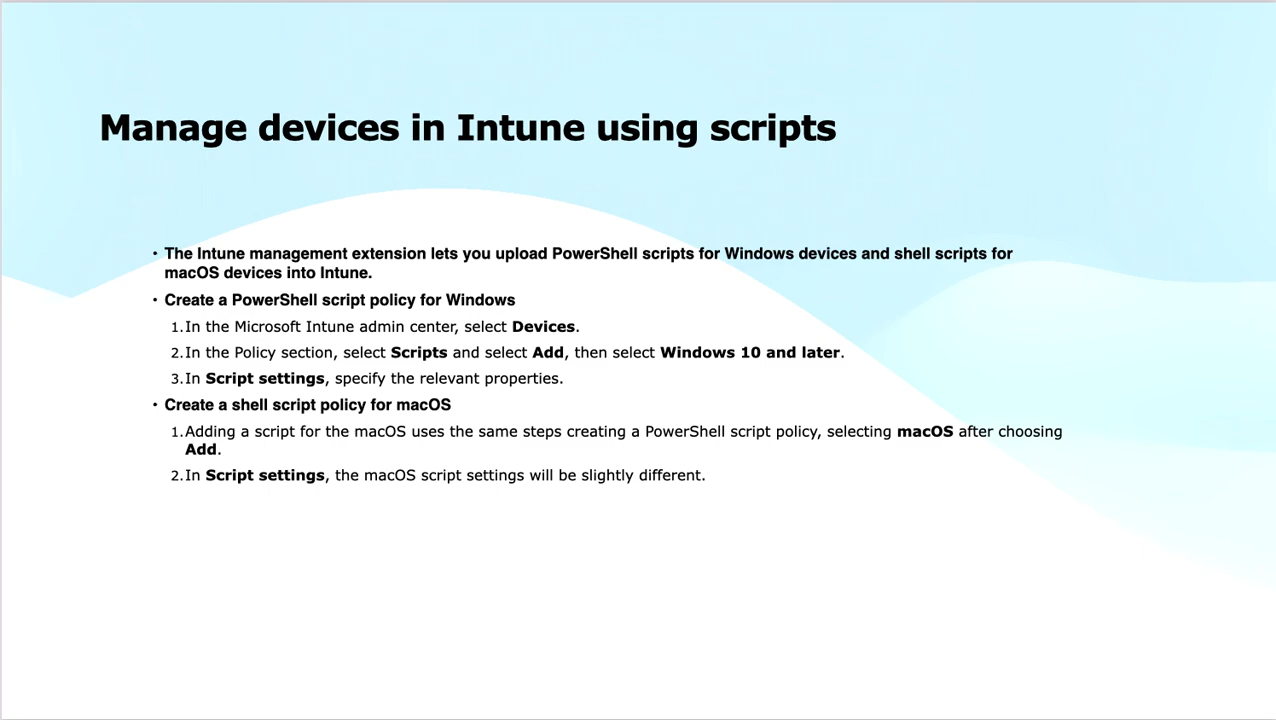 Manage devices in Intune using scripts
• The Intune management extension lets you upload PowerShell scripts for Windows devices and shell scripts for
macOS devices into Intune.
• Create a PowerShell script policy for Windows
1.In the Microsoft Intune admin center, select Devices.
2.In the Policy section, select Scripts and select Add, then select Windows 10 and later.
3.In Script settings, specify the relevant properties.
• Create a shell script policy for macOS
1.Adding a script for the macOS uses the same steps creating a PowerShell script policy, selecting macOS after choosing
Add.
2.In Script settings, the macOS script settings will be slightly different.